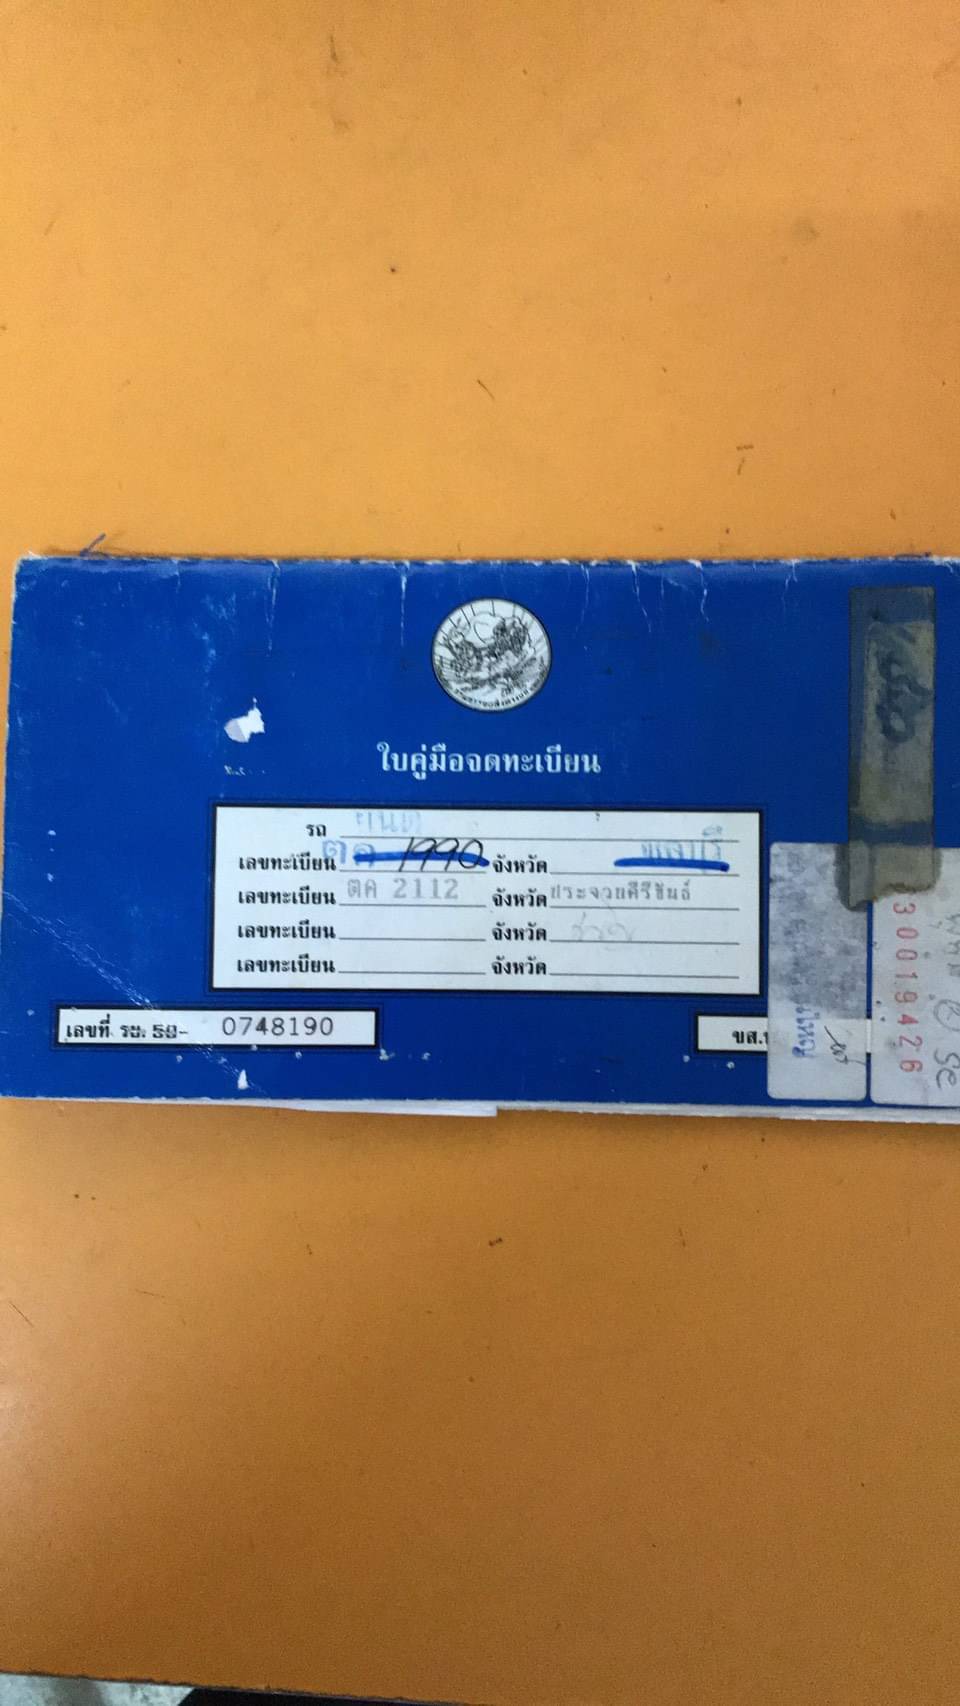 ใบคู่มือจดทะเบียน
รถ ยนต์
เลขทะเบียน ตค 1990 จังหวัด
เลขทะเบียน ตค 2112 จังหวัด ประจวบคีรีขันธ์
เลขทะเบียน จังหวัด
เลขทะเบียน จังหวัด
เลขที่ รย. 59- 0748190
ขส.
30019426